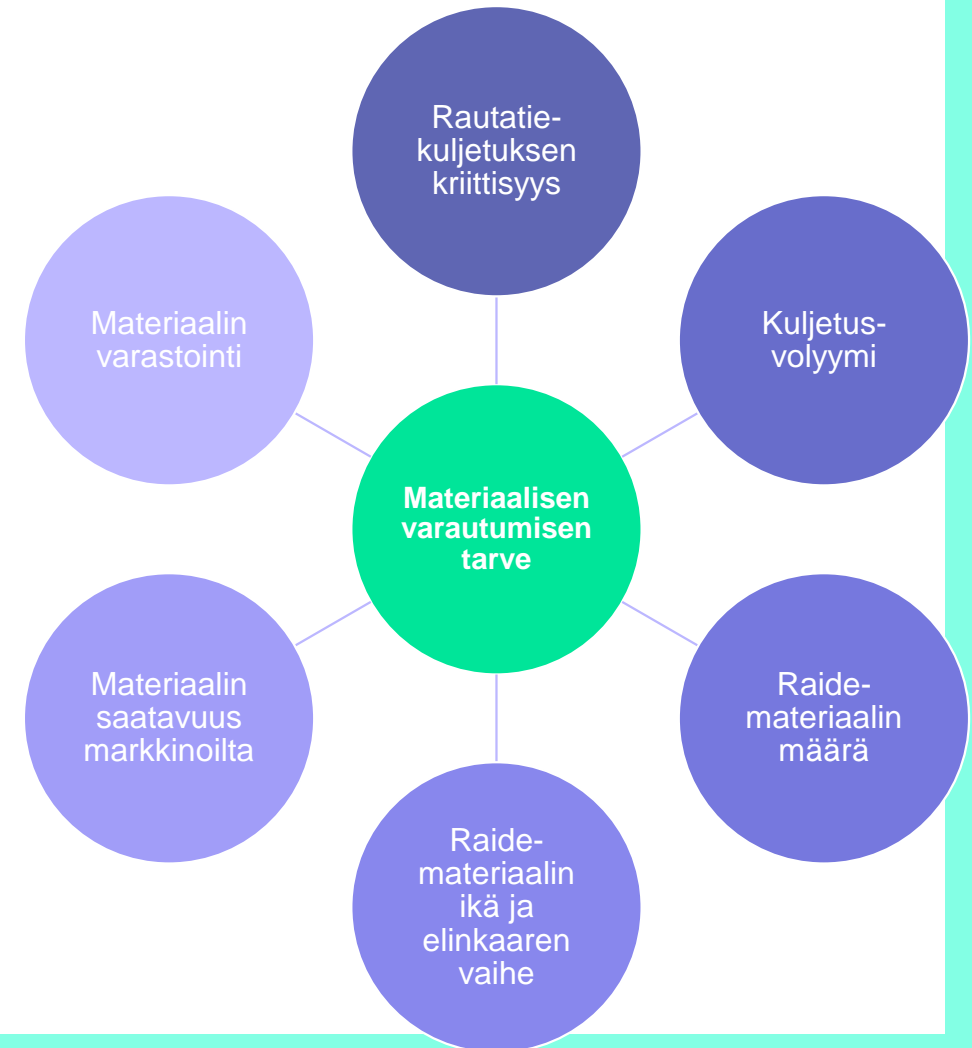 Rautatie-
kuljetuksen
kriittisyys
Kuljetus-
volyymi
Raide-
materiaalin
määrä
Raide-
materiaalin
ikä ja
elinkaaren
vaihe
Materiaalin
saatavuus
markkinoilta
Materiaalin
varastointi
Materiaalisen
varautumisen
tarve